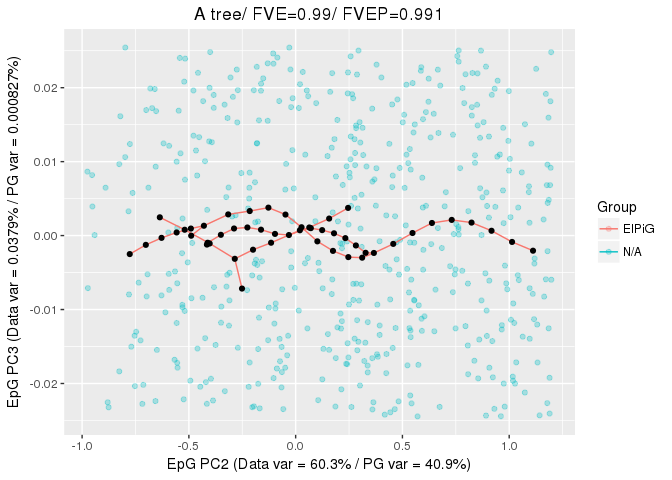 A tree/ FVE=0.99/ FVEP=0.991
EpG PC3 (Data var = 0.0379% / PG var = 0.000827%)
0.02
0.01
0.00
-0.01
-0.02
-1.0 -0.5 0.0 0.5 1.0
EpG PC2 (Data var = 60.3% / PG var = 40.9%)
Group
ElPiG
N/A